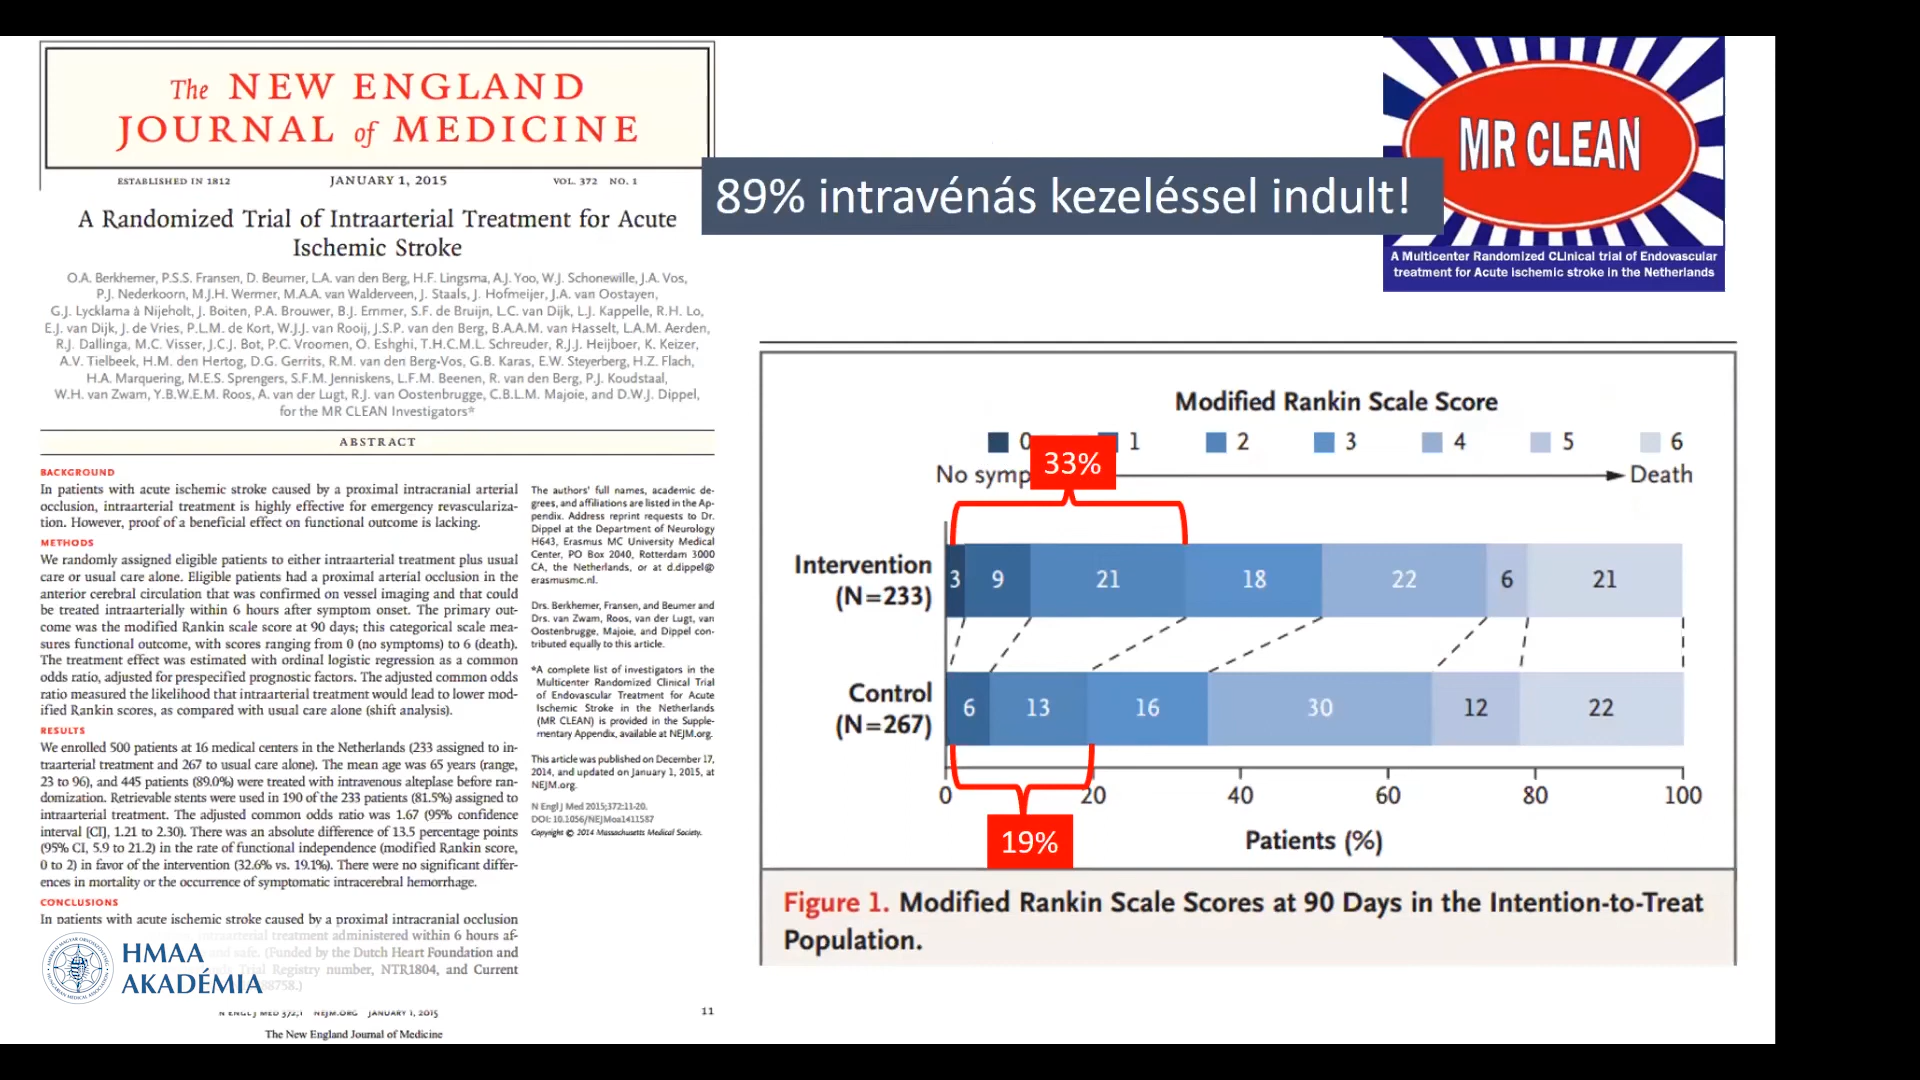 The NEW ENGLAND
JOURNAL of MEDICINE
ESTABLISHED IN 1812
JANUARY 1, 2015
VOL. 372 NO. 1
A Randomized Trial of Intraarterial Treatment for Acute
Ischemic Stroke
O.A. Berkhemer, P.S.S. Fransen, D. Beumer, L.A. van den Berg, H.F. Lingsma, A.J. Yoo, W.J. Schonewille, J.A. Vos,
P.J. Nederkoorn, M.J.H. Wermer, M.A.A. van Walderveen, J. Staals, J. Hofmeijer, J.A. van Oostayen,
G.J. Lycklama à Nijeholt, J. Boiten, P.A. Brouwer, B.J. Emmer, S.F. de Bruijn, L.C. van Dijk, L.J. Kappelle, R.H. Lo,
E.J. van Dijk, J. de Vries, P.L.M. de Kort, W.J.J. van Rooij, J.S.P. van den Berg, B.A.A.M. van Hasselt, L.A.M. Aerden,
R.J. Dallinga, M.C. Visser, J.C.J. Bot, P.C. Vroomen, O. Eshghi, T.H.C.M.L. Schreuder, R.J.J. Heijboer, K. Keizer,
A.V. Tielbeek, H.M. den Hertog, D.G. Gerrits, R.M. van den Berg-Vos, G.B. Karas, E.W. Steyerberg, H.Z. Flach,
H.A. Marquering, M.E.S. Sprengers, S.F.M. Jenniskens, L.F.M. Beenen, R. van den Berg, P.J. Koudstaal,
W.H. van Zwam, Y.B.W.E.M. Roos, A. van der Lugt, R.J. van Oostenbrugge, C.B.L.M. Majoie, and D.W.J. Dippel,
for the MR CLEAN Investigators*
ABSTRACT
BACKGROUND
In patients with acute ischemic stroke caused by a proximal intracranial arterial
occlusion, intraarterial treatment is highly effective for emergency revasculariza-
tion. However, proof of a beneficial effect on functional outcome is lacking.
METHODS
We randomly assigned eligible patients to either intraarterial treatment plus usual
care or usual care alone. Eligible patients had a proximal arterial occlusion in the
anterior cerebral circulation that was confirmed on vessel imaging and that could
be treated intraarterially within 6 hours after symptom onset. The primary out-
come was the modified Rankin scale score at 90 days; this categorical scale mea-
sures functional outcome, with scores ranging from 0 (no symptoms) to 6 (death).
The treatment effect was estimated with ordinal logistic regression as a common
odds ratio, adjusted for prespecified prognostic factors. The adjusted common odds
ratio measured the likelihood that intraarterial treatment would lead to lower mod-
ified Rankin scores, as compared with usual care alone (shift analysis).
RESULTS
We enrolled 500 patients at 16 medical centers in the Netherlands (233 assigned to in-
traarterial treatment and 267 to usual care alone). The mean age was 65 years (range,
23 to 96), and 445 patients (89.0%) were treated with intravenous alteplase before ran-
domization. Retrievable stents were used in 190 of the 233 patients (81.5%) assigned to
intraarterial treatment. The adjusted common odds ratio was 1.67 (95% confidence
interval [CI], 1.21 to 2.30). There was an absolute difference of 13.5 percentage points
(95% CI, 5.9 to 21.2) in the rate of functional independence (modified Rankin score,
0 to 2) in favor of the intervention (32.6% vs. 19.1%). There were no significant differ-
ences in mortality or the occurrence of symptomatic intracerebral hemorrhage.
CONCLUSIONS
In patients with acute ischemic stroke caused by a proximal intracranial occlusion
intraarterial treatment administered within 6 hours af-
and safe. (Funded by the Dutch Heart Foundation and
Trial Registry number, NTR1804, and Current
8758.)
The authors' full names, academic de-
grees, and affiliations are listed in the Ap-
pendix. Address reprint requests to Dr.
Dippel at the Department of Neurology
H643, Erasmus MC University Medical
Center, PO Box 2040, Rotterdam 3000
CA, the Netherlands, or at d.dippel@
erasmusmc.nl.
Drs. Berkhemer, Fransen, and Beumer and
Drs. van Zwam, Roos, van der Lugt, van
Oostenbrugge, Majoie, and Dippel con-
tributed equally to this article.
*A complete list of investigators in the
Multicenter Randomized Clinical Trial
of Endovascular Treatment for Acute
Ischemic Stroke in the Netherlands
(MR CLEAN) is provided in the Supple-
mentary Appendix, available at NEJM.org.
This article was published on December 17,
2014, and updated on January 1, 2015, at
NEJM.org.
N Engl J Med 2015;372:11-20.
DOI: 10.1056/NEJMoa1411587
Copyright © 2014 Massachusetts Medical Society.
HMAA
AKADÉMIA
N ENGL J MED 372;1 NEJM.ORG JANUARY 1, 2015
11
The New England Journal of Medicine
89% intravénás kezeléssel indult!
MR CLEAN
A Multicenter Randomized CLinical trial of Endovascular
treatment for Acute ischemic stroke in the Netherlands
Modified Rankin Scale Score
0 1 2 3 4 5 6
No symp
Death
33%
Intervention
(N=233)
3 9 21 18 22 6 21
Control
(N=267)
6 13 16 30 12 22
0 20 40 60 80 100
19%
Patients (%)
Figure 1. Modified Rankin Scale Scores at 90 Days in the Intention-to-Treat
Population.